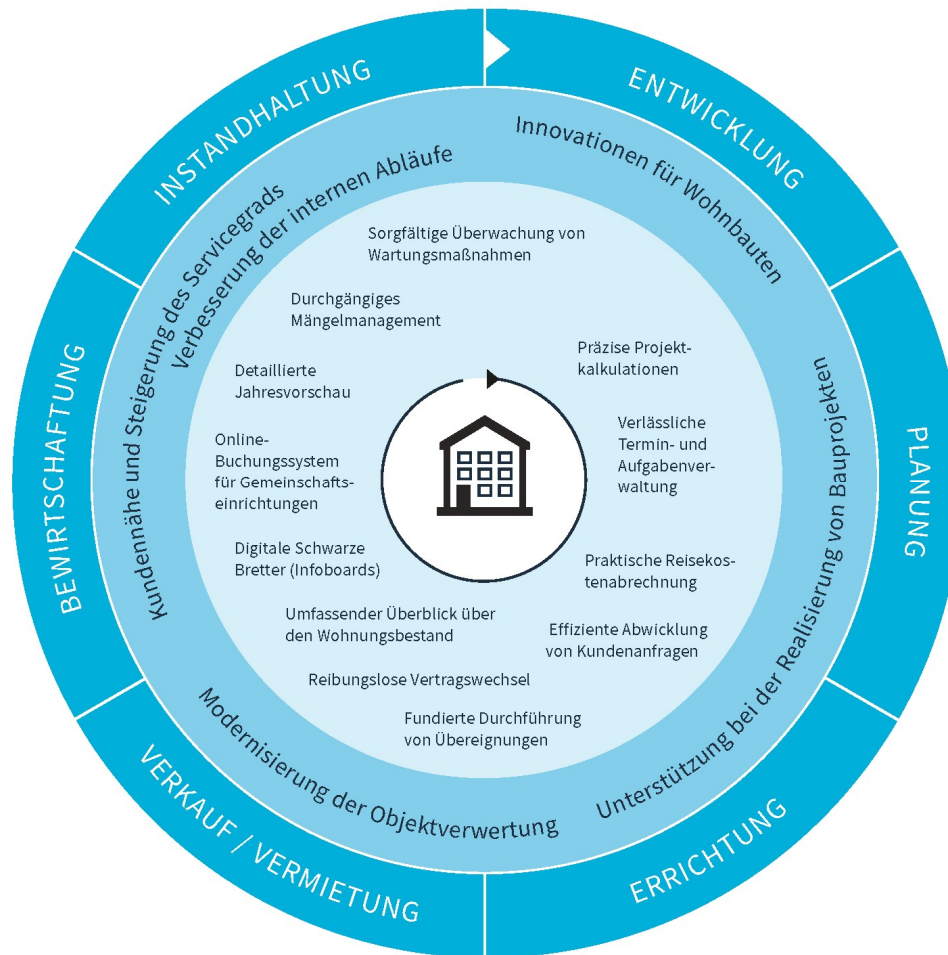 ENTWICKLUNG
PLANUNG
ERRICHTUNG
VERKAUF / VERMIETUNG
BEWIRTSCHAFTUNG
INSTANDHALTUNG
Innovationen für Wohnbauten
Unterstützung bei der Realisierung von Bauprojekten
Modernisierung der Objektverwertung
Kundennähe und Steigerung des Servicegrads
Verbesserung der internen Abläufe
Sorgfältige Überwachung von
Wartungsmaßnahmen
Durchgängiges
Mängelmanagement
Detaillierte
Jahresvorschau
Online-
Buchungssystem
für Gemeinschafts-
einrichtungen
Digitale Schwarze
Bretter (Infoboards)
Umfassender Überblick über
den Wohnungsbestand
Reibungslose Vertragswechsel
Fundierte Durchführung
von Übereignungen
Präzise Projekt-
kalkulationen
Verlässliche
Termin- und
Aufgabenver-
waltung
Praktische Reisekos-
tenabrechnung
Effiziente Abwicklung
von Kundenanfragen